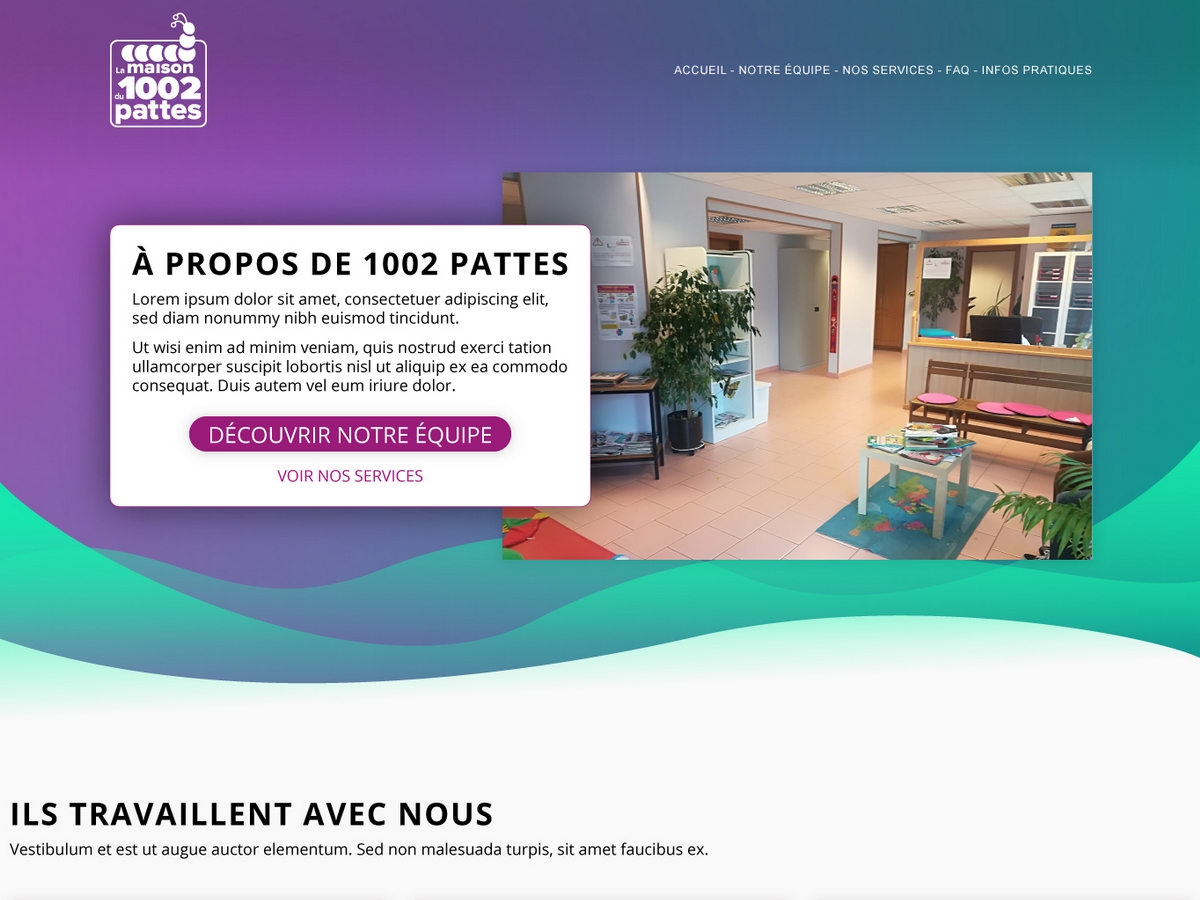 La maison
du 1002
pattes
ACCUEIL - NOTRE ÉQUIPE - NOS SERVICES - FAQ - INFOS PRATIQUES
À PROPOS DE 1002 PATTES
Lorem ipsum dolor sit amet, consectetuer adipiscing elit,
sed diam nonummy nibh euismod tincidunt.
Ut wisi enim ad minim veniam, quis nostrud exerci tation
ullamcorper suscipit lobortis nisl ut aliquip ex ea commodo
consequat. Duis autem vel eum iriure dolor.
DÉCOUVRIR NOTRE ÉQUIPE
VOIR NOS SERVICES
ILS TRAVAILLENT AVEC NOUS
Vestibulum et est ut augue auctor elementum. Sed non malesuada turpis, sit amet faucibus ex.